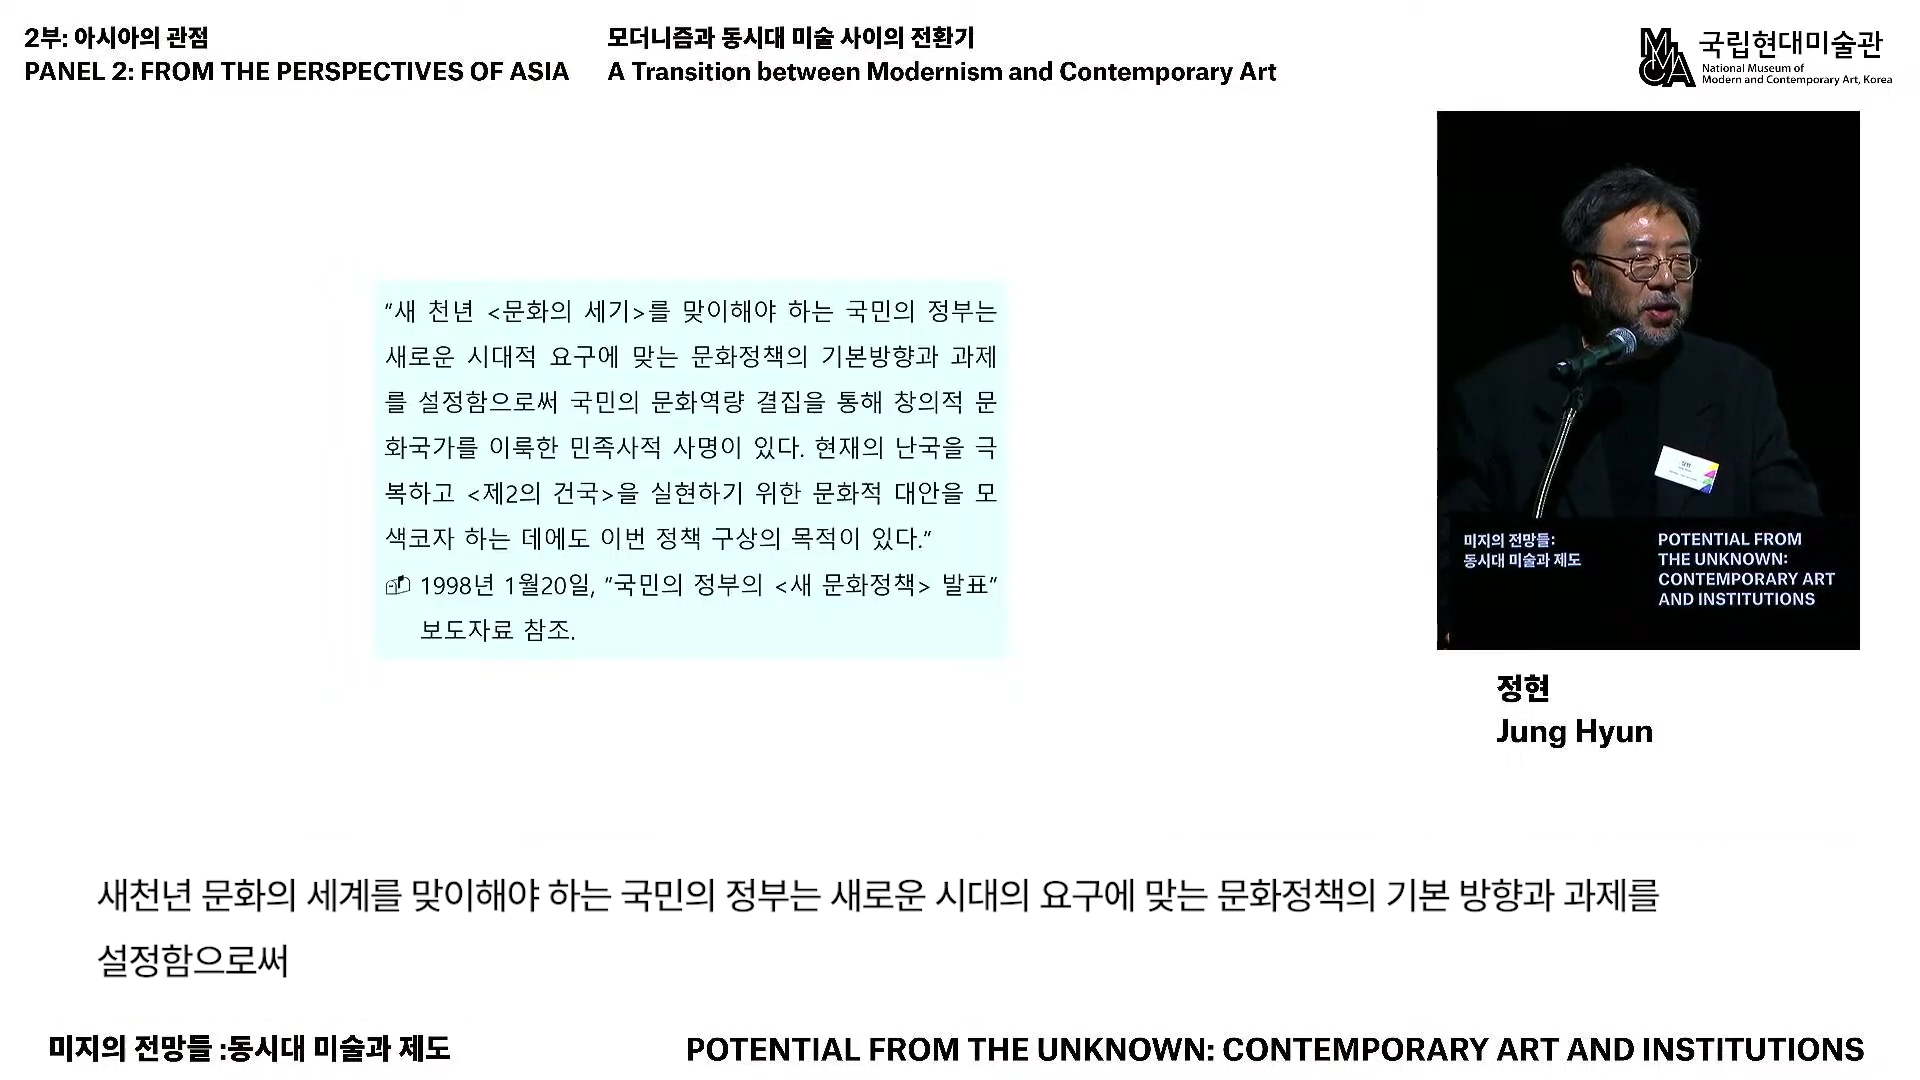 2부: 아시아의 관점
PANEL 2: FROM THE PERSPECTIVES OF ASIA
모더니즘과 동시대 미술 사이의 전환기
A Transition between Modernism and Contemporary Art
MMCA
국립현대미술관
National Museum of
Modern and Contemporary Art, Korea
“새 천년 <문화의 세기>를 맞이해야 하는 국민의 정부는
새로운 시대적 요구에 맞는 문화정책의 기본방향과 과제
를 설정함으로써 국민의 문화역량 결집을 통해 창의적 문
화국가를 이룩한 민족사적 사명이 있다. 현재의 난국을 극
복하고 <제2의 건국>을 실현하기 위한 문화적 대안을 모
색코자 하는 데에도 이번 정책 구상의 목적이 있다.”
1998년 1월20일, “국민의 정부의 <새 문화정책> 발표”
보도자료 참조.
정현
미지의 전망들:
동시대 미술과 제도
POTENTIAL FROM
THE UNKNOWN:
CONTEMPORARY ART
AND INSTITUTIONS
정현
Jung Hyun
새천년 문화의 세계를 맞이해야 하는 국민의 정부는 새로운 시대의 요구에 맞는 문화정책의 기본 방향과 과제를
설정함으로써
미지의 전망들 :동시대 미술과 제도
POTENTIAL FROM THE UNKNOWN: CONTEMPORARY ART AND INSTITUTIONS